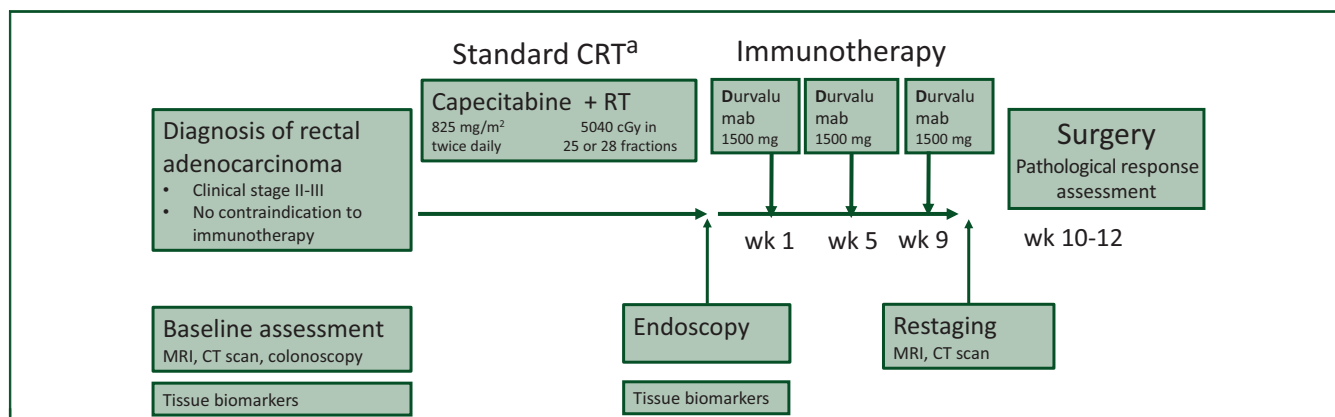 Standard CRTa
Immunotherapy
Diagnosis of rectal
adenocarcinoma
• Clinical stage II-III
• No contraindication to
immunotherapy
Capecitabine + RT
825 mg/m2 5040 cGy in
twice daily 25 or 28 fractions
Durvalu
mab
1500 mg
Durvalu
mab
1500 mg
Durvalu
mab
1500 mg
Surgery
Pathological response
assessment
wk 1
wk 5
wk 9
wk 10-12
Baseline assessment
MRI, CT scan, colonoscopy
Endoscopy
Restaging
MRI, CT scan
Tissue biomarkers
Tissue biomarkers